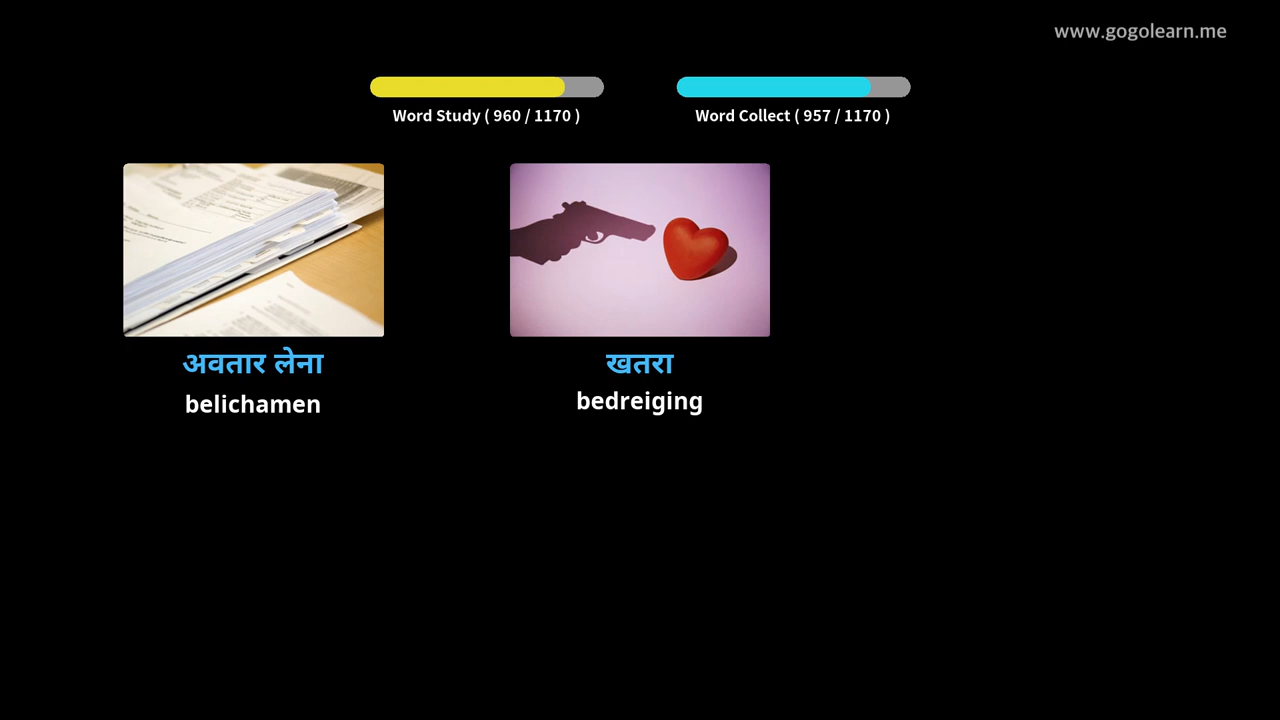 www.gogolearn.me
Word Study ( 960 / 1170 )
Word Collect ( 957 / 1170 )
अवतार लेना
belichamen
खतरा
bedreiging